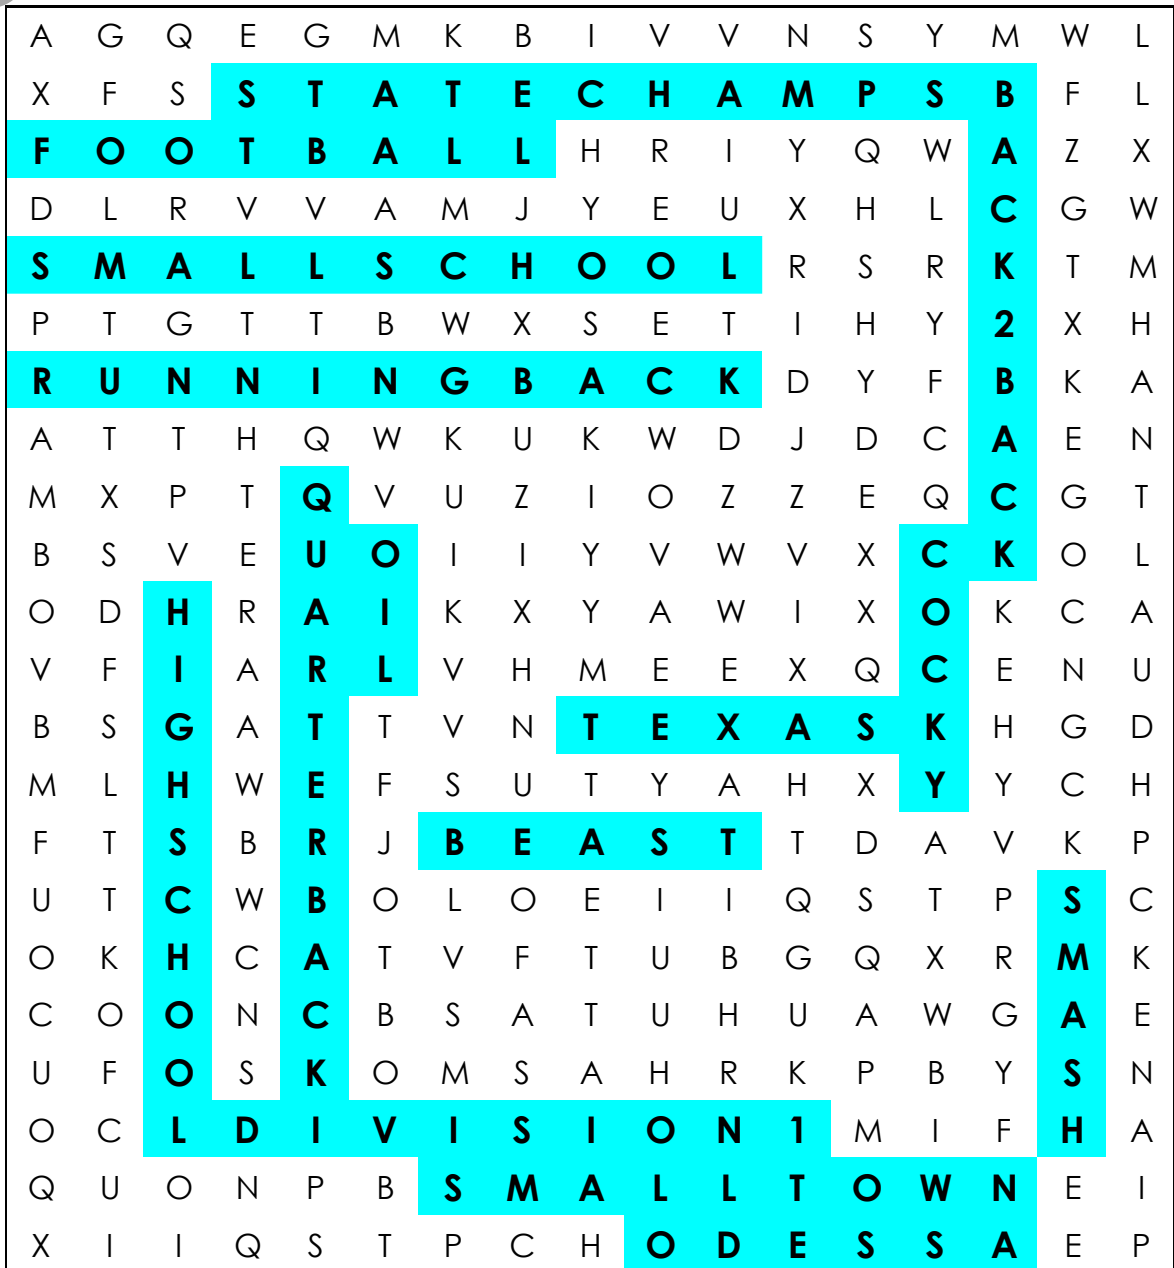 A G Q E G M K B I V V N S Y M W L
X F S S T A T E C H A M P S B F L
F O O T B A L L H R I Y Q W A Z X
D L R V V A M J Y E U X H L C G W
S M A L L S C H O O L R S R K T M
P T G T T B W X S E T I H Y 2 X H
R U N N I N G B A C K D Y F B K A
A T T H Q W K U K W D J D C A E N
M X P T Q V U Z I O Z Z E Q C G T
B S V E U O I I Y V W V X C K O L
O D H R A I K X Y A W I X O K C A
V F I A R L V H M E E X Q C E N U
B S G A T T V N T E X A S K H G D
M L H W E F S U T Y A H X Y Y C H
F T S B R J B E A S T T D A V K P
U T C W B O L O E I I Q S T P S C
O K H C A T V F T U B G Q X R M K
C O O N C B S A T U H U A W G A E
U F O S K O M S A H R K P B Y S N
O C L D I V I S I O N 1 M I F H A
Q U O N P B S M A L L T O W N E I
X I I Q S T P C H O D E S S A E P